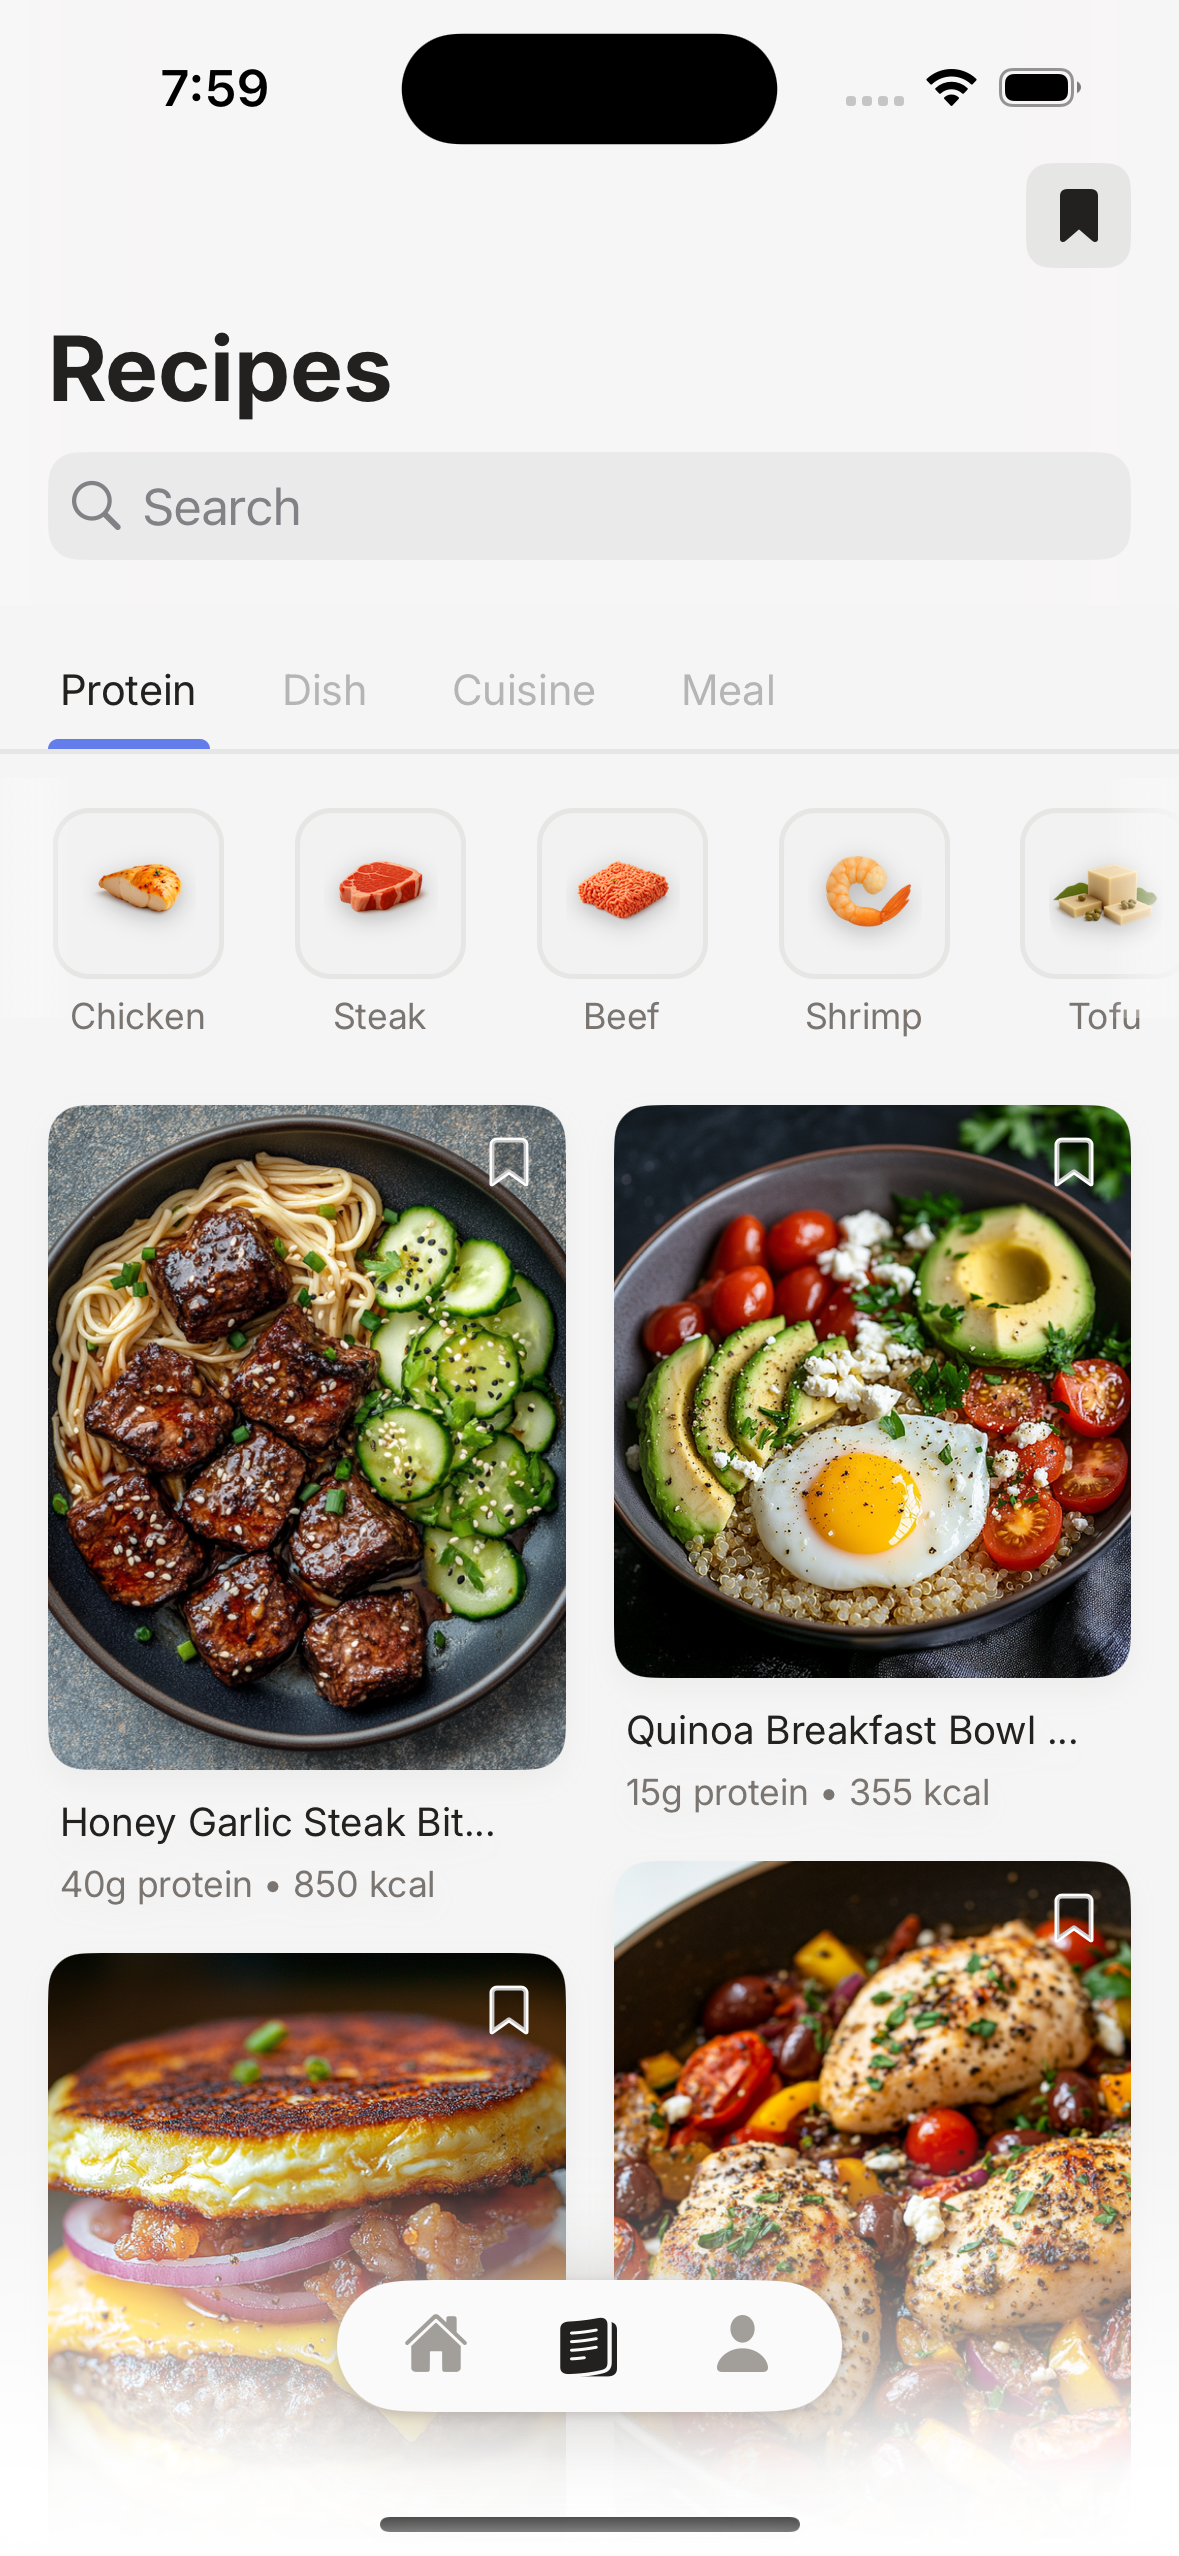 7:59
Recipes
Search
Protein
Dish
Cuisine
Meal
Chicken
Steak
Beef
Shrimp
Tofu
Honey Garlic Steak Bit...
40g protein • 850 kcal
Quinoa Breakfast Bowl ...
15g protein • 355 kcal